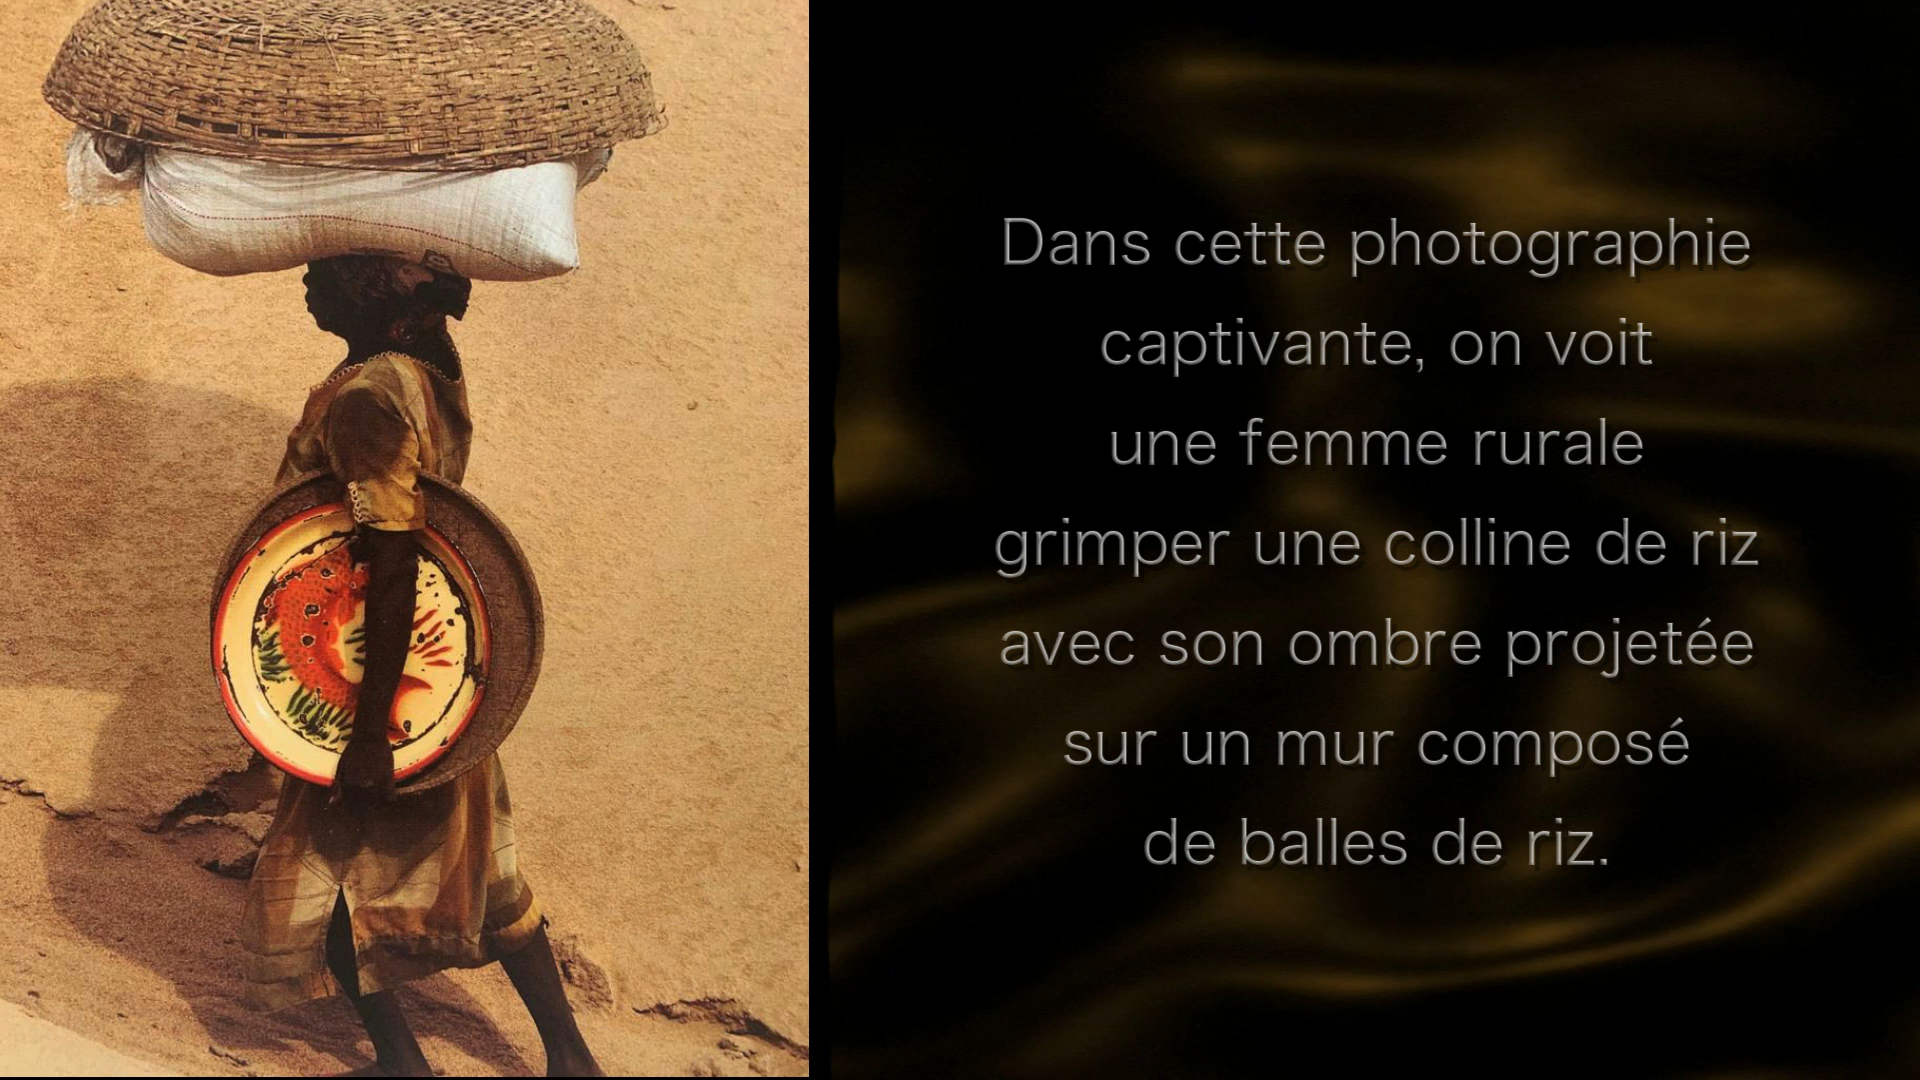 Dans cette photographie
captivante, on voit
une femme rurale
grimper une colline de riz
avec son ombre projetée
sur un mur composé
de balles de riz.